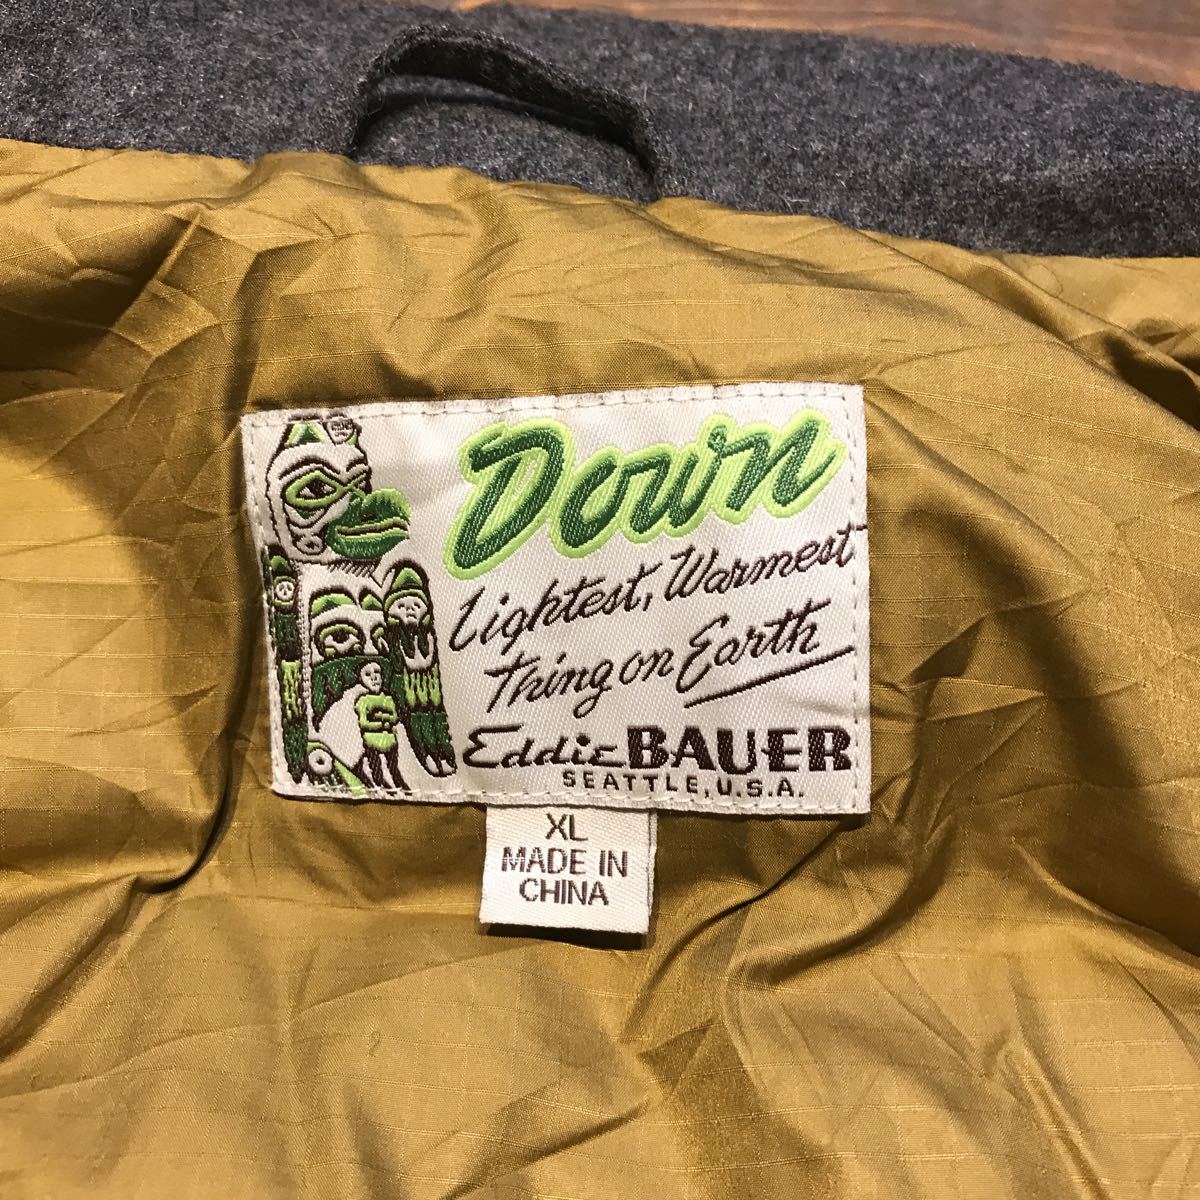 Down
Lightest, Warmest
Thing on Earth
Eddie BAUER
SEATTLE, U.S.A.
XL
MADE IN
CHINA